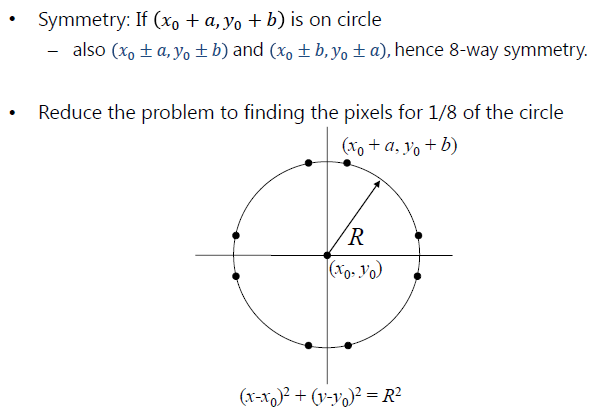 • Symmetry: If (x₀ + a, y₀ + b) is on circle
– also (x₀ ± a, y₀ ± b) and (x₀ ± b, y₀ ± a), hence 8-way symmetry.
• Reduce the problem to finding the pixels for 1/8 of the circle
(x₀ + a, y₀ + b)
R
(x₀, y₀)
(x-x₀)² + (y-y₀)² = R²